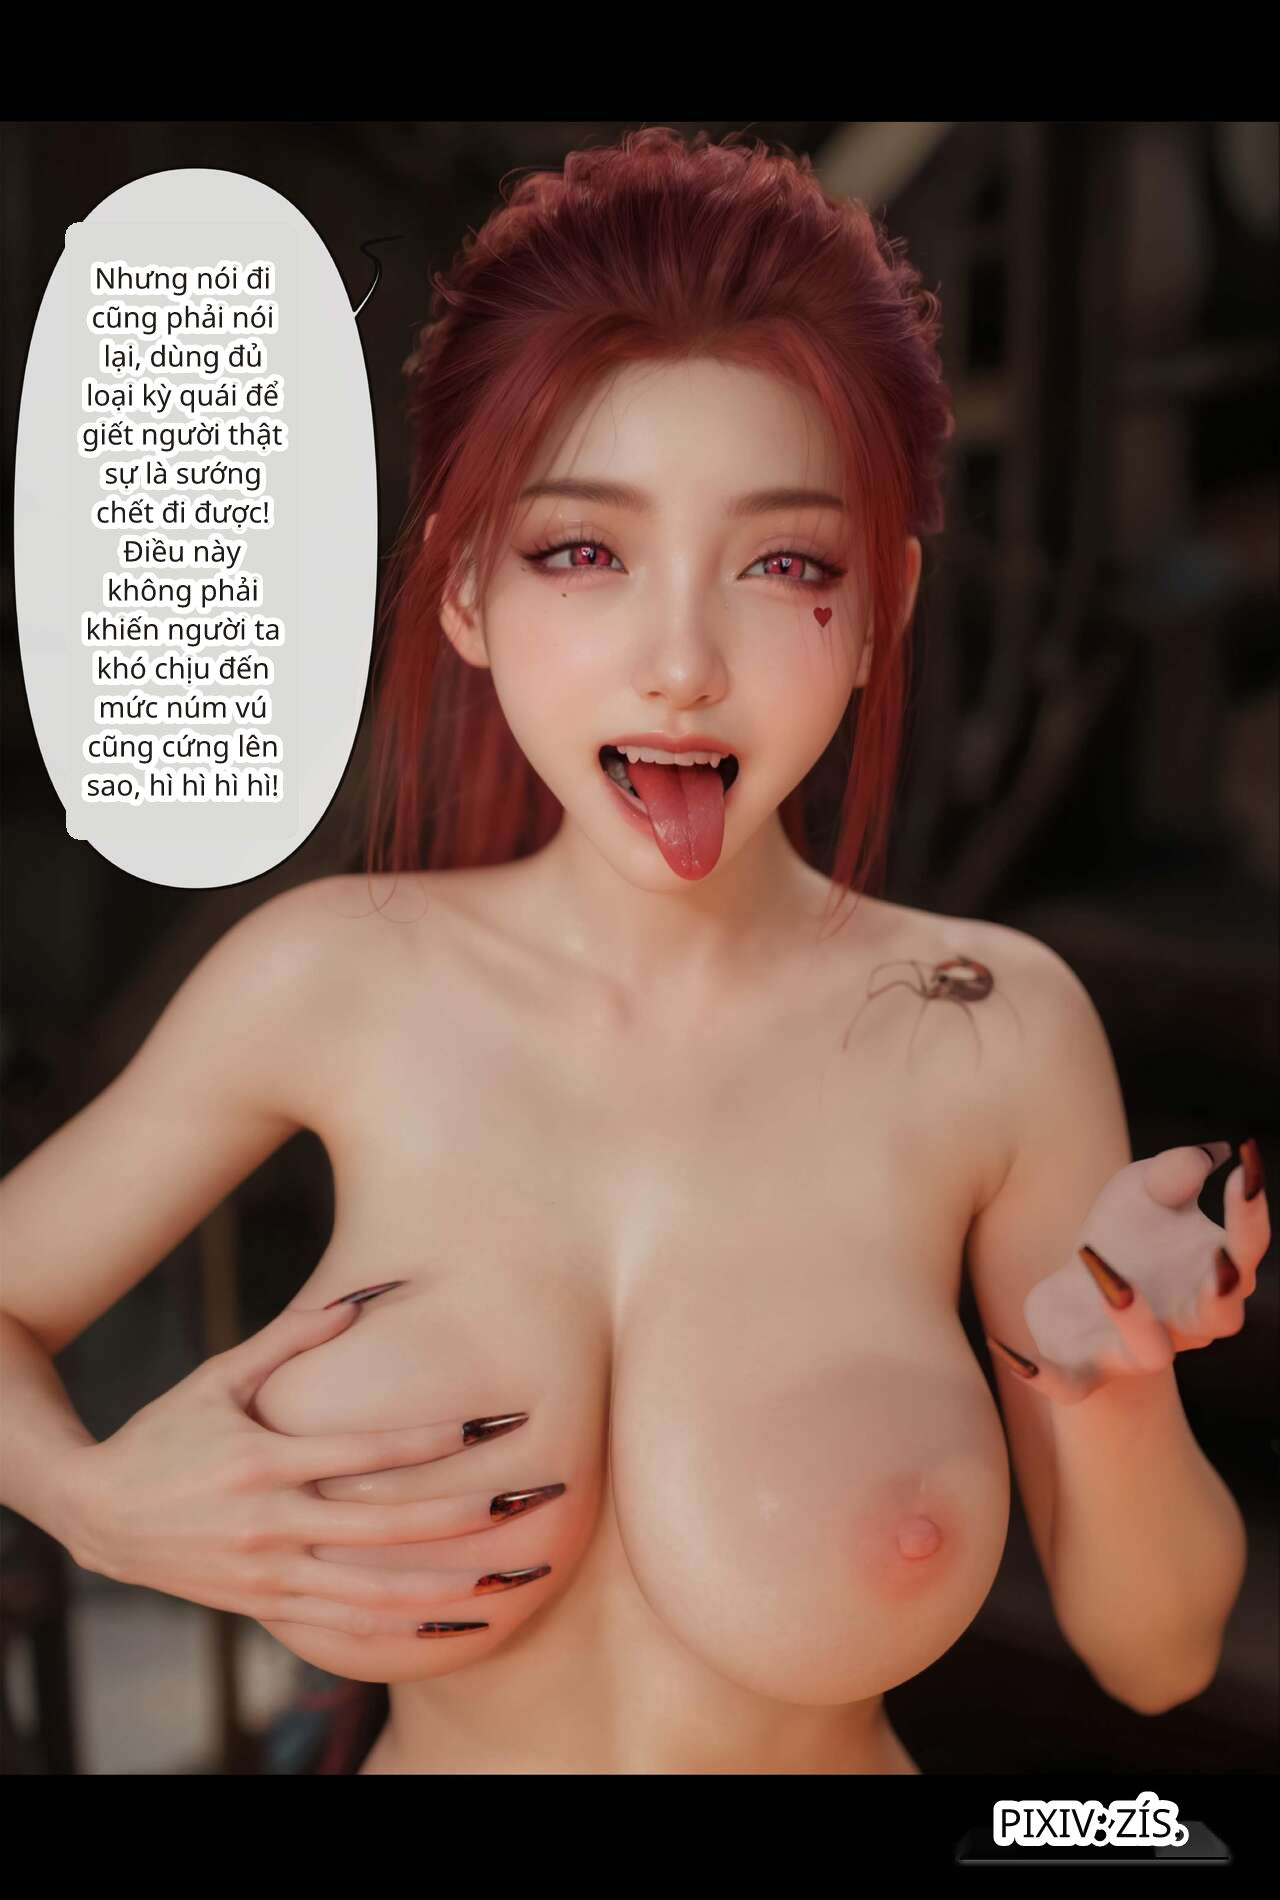 Nhưng nói đi
cũng phải nói
lại, dùng đủ
loại kỳ quái để
giết người thật
sự là sướng
chết đi được!
Điều này
không phải
khiến người ta
khó chịu đến
mức núm vú
cũng cứng lên
sao, hì hì hì hì!
PIXIV:ZÍS,